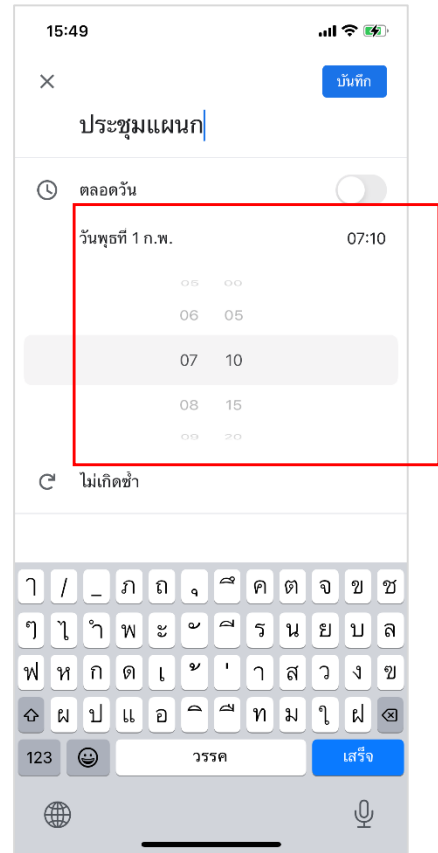 15:49
บันทึก
ประชุมแผนก
ตลอดวัน
วันพุธที่ 1 ก.พ. 07:10
05 00
06 05
07 10
08 15
09 20
ไม่เกิดซ้ำ
ๅ / _ ภ ถ ุ ึ ค ต จ ข ช
ๆ ไ ำ พ ะ ั ี ร น ย บ ล
ฟ ห ก ด เ ้ ่ า ส ว ง ฃ
ผ ป แ อ ิ ื ท ม ใ ฝ
123 วรรค เสร็จ